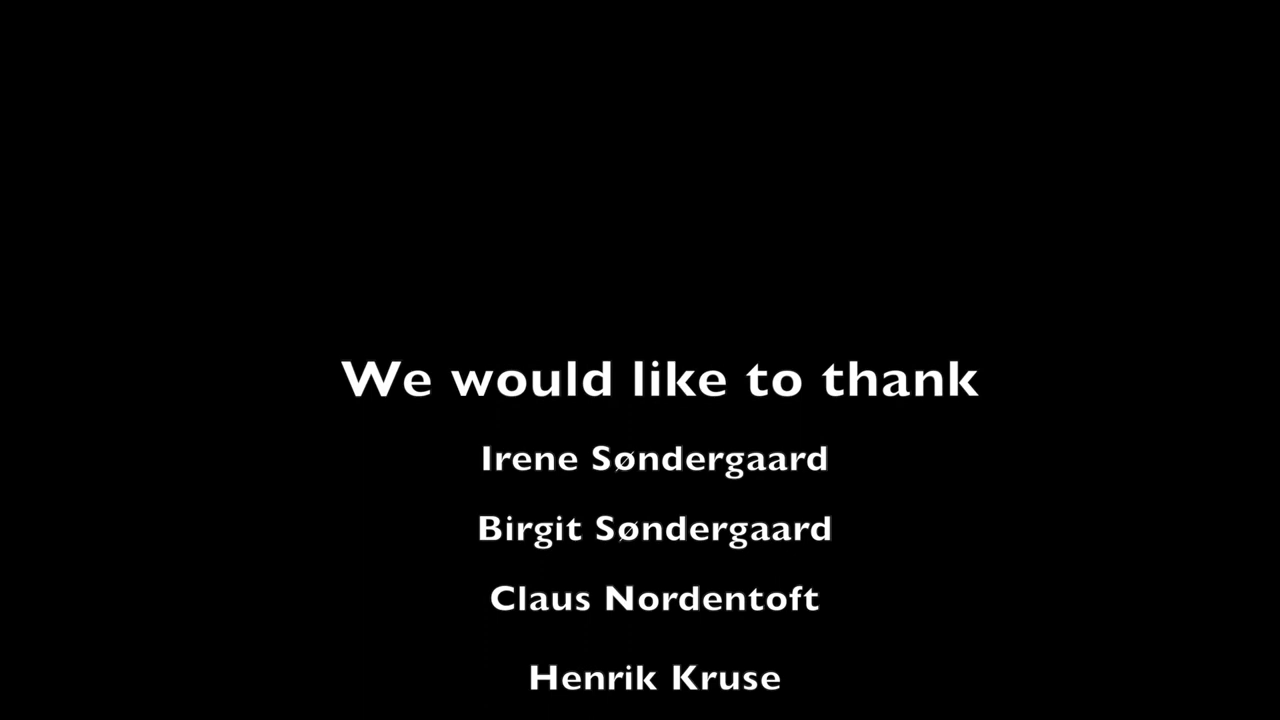 We would like to thank
Irene Søndergaard
Birgit Søndergaard
Claus Nordentoft
Henrik Kruse